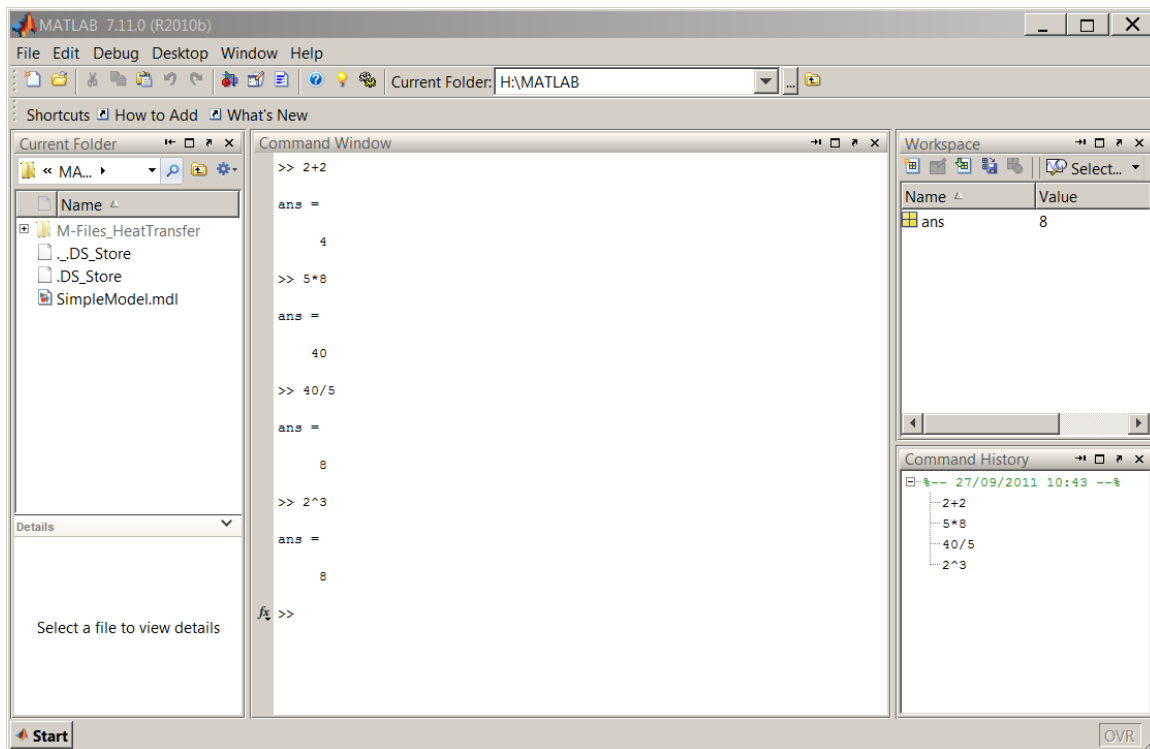 MATLAB 7.11.0 (R2010b)
File Edit Debug Desktop Window Help
Current Folder: H:\MATLAB ...
Shortcuts How to Add What's New
Current Folder
« MA...
Name
M-Files_HeatTransfer
._.DS_Store
.DS_Store
SimpleModel.mdl
Details
Select a file to view details
Command Window
>> 2+2
ans =
4
>> 5*8
ans =
40
>> 40/5
ans =
8
>> 2^3
ans =
8
fx >>
Workspace
Select...
Name Value
ans 8
Command History
%-- 27/09/2011 10:43 --%
2+2
5*8
40/5
2^3
Start
OVR